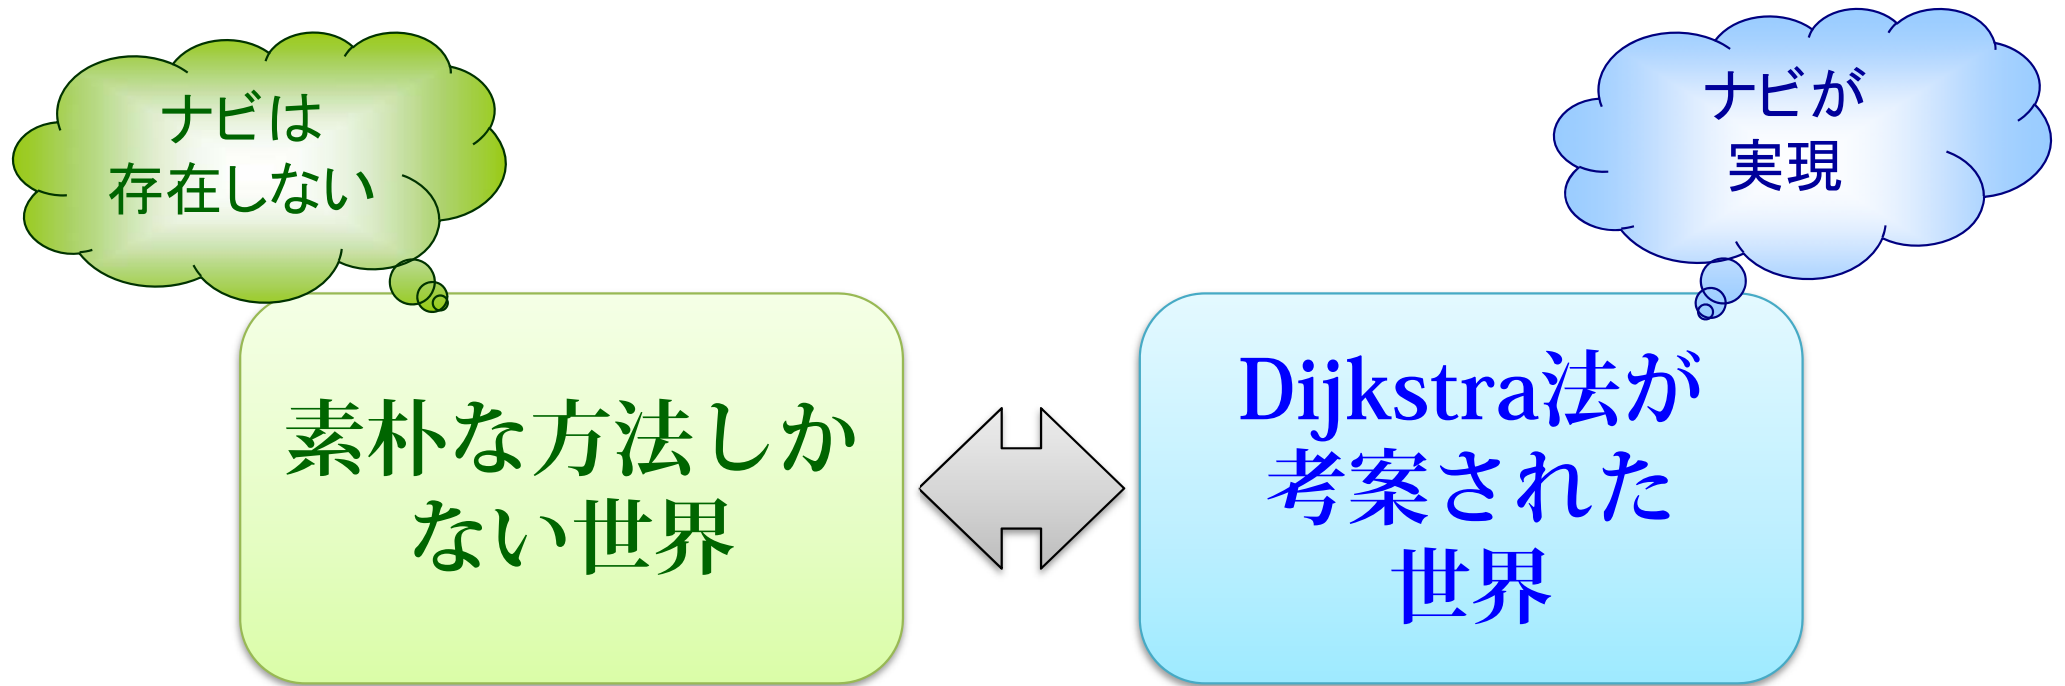 ナビは
存在しない
ナビが
実現
素朴な方法しか
ない世界
Dijkstra法が
考案された
世界